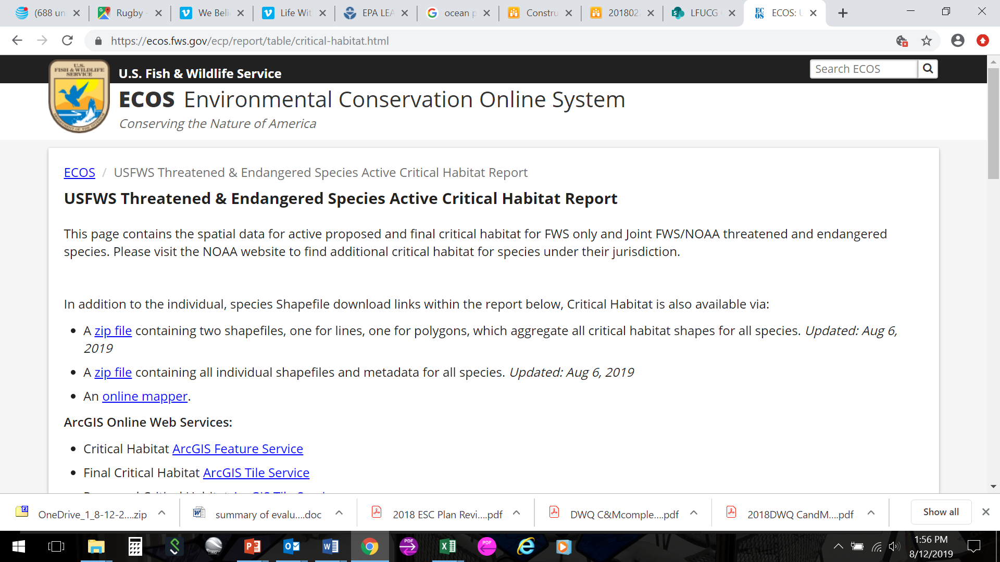 (688 un
Rugby -
We Beli
Life Wit
EPA LEA
ocean p
Constru
201802
LFUCG
ECOS: U
https://ecos.fws.gov/ecp/report/table/critical-habitat.html
U.S.
FISH & WILDLIFE
SERVICE
DEPARTMENT OF THE INTERIOR
U.S. Fish & Wildlife Service
Search ECOS
ECOS Environmental Conservation Online System
Conserving the Nature of America
ECOS / USFWS Threatened & Endangered Species Active Critical Habitat Report
USFWS Threatened & Endangered Species Active Critical Habitat Report
This page contains the spatial data for active proposed and final critical habitat for FWS only and Joint FWS/NOAA threatened and endangered
species. Please visit the NOAA website to find additional critical habitat for species under their jurisdiction.
In addition to the individual, species Shapefile download links within the report below, Critical Habitat is also available via:
• A zip file containing two shapefiles, one for lines, one for polygons, which aggregate all critical habitat shapes for all species. Updated: Aug 6,
2019
• A zip file containing all individual shapefiles and metadata for all species. Updated: Aug 6, 2019
• An online mapper.
ArcGIS Online Web Services:
• Critical Habitat ArcGIS Feature Service
• Final Critical Habitat ArcGIS Tile Service
OneDrive_1_8-12-2....zip
summary of evalu....doc
2018 ESC Plan Revi....pdf
DWQ C&Mcomple....pdf
2018DWQ CandM....pdf
Show all
1:56 PM
8/12/2019